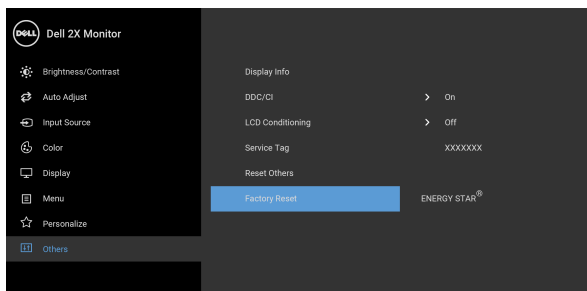 DELL Dell 2X Monitor
Brightness/Contrast
Auto Adjust
Input Source
Color
Display
Menu
Personalize
Others
Display Info
DDC/CI > On
LCD Conditioning > Off
Service Tag XXXXXXX
Reset Others
Factory Reset ENERGY STAR®